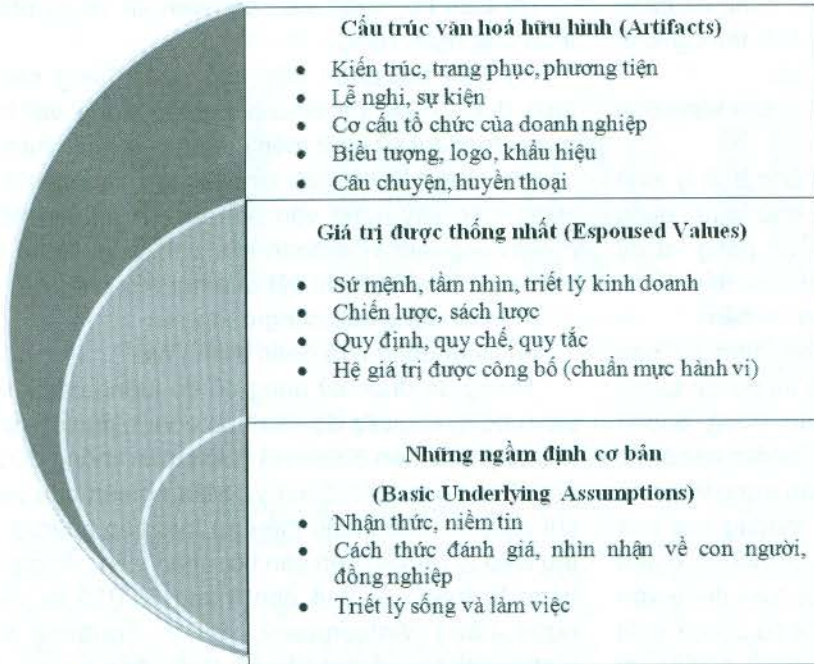 Cấu trúc văn hoá hữu hình (Artifacts)
• Kiến trúc, trang phục, phương tiện
• Lễ nghi, sự kiện
• Cơ cấu tổ chức của doanh nghiệp
• Biểu tượng, logo, khẩu hiệu
• Câu chuyện, huyền thoại
Giá trị được thống nhất (Espoused Values)
• Sứ mệnh, tầm nhìn, triết lý kinh doanh
• Chiến lược, sách lược
• Quy định, quy chế, quy tắc
• Hệ giá trị được công bố (chuẩn mực hành vi)
Những ngầm định cơ bản
(Basic Underlying Assumptions)
• Nhận thức, niềm tin
• Cách thức đánh giá, nhìn nhận về con người,
đồng nghiệp
• Triết lý sống và làm việc